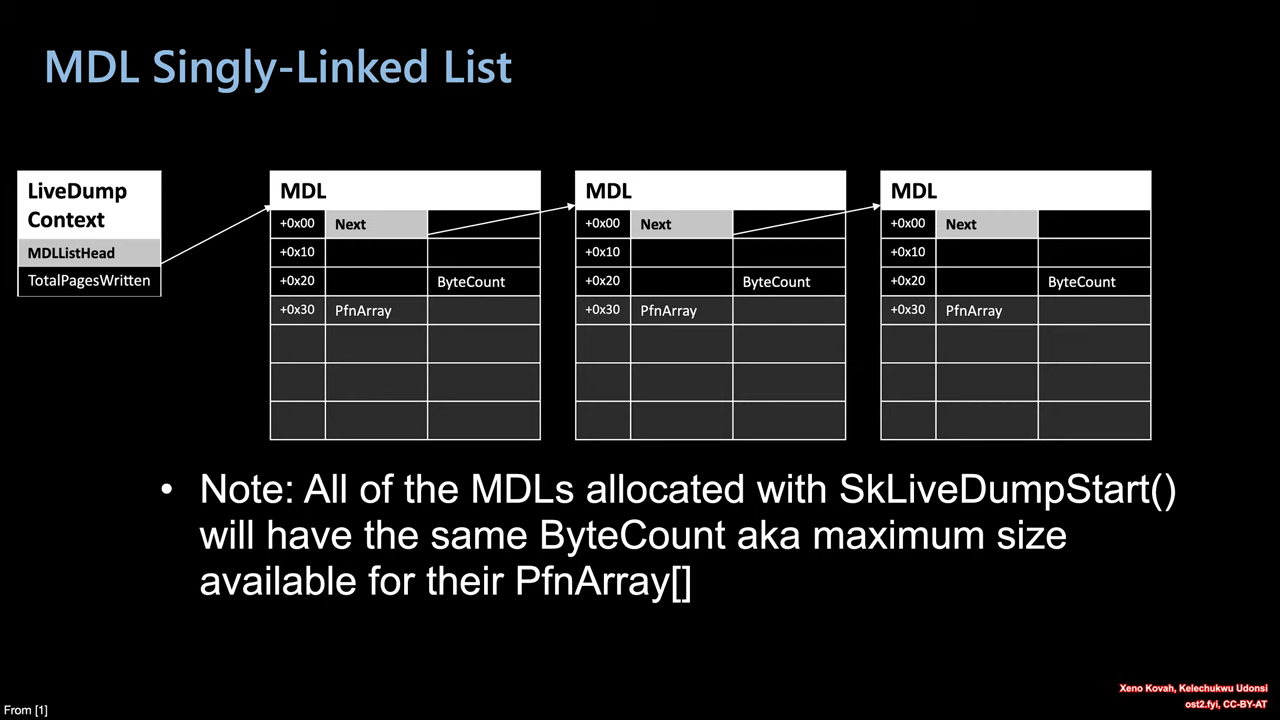 MDL Singly-Linked List
LiveDump
Context
MDLListHead
TotalPagesWritten
MDL
+0x00 Next
+0x10
+0x20 ByteCount
+0x30 PfnArray
MDL
+0x00 Next
+0x10
+0x20 ByteCount
+0x30 PfnArray
MDL
+0x00 Next
+0x10
+0x20 ByteCount
+0x30 PfnArray
• Note: All of the MDLs allocated with SkLiveDumpStart()
will have the same ByteCount aka maximum size
available for their PfnArray[]
Xeno Kovah, Kelechukwu Udonsi
ost2.fyi, CC-BY-AT
From [1]